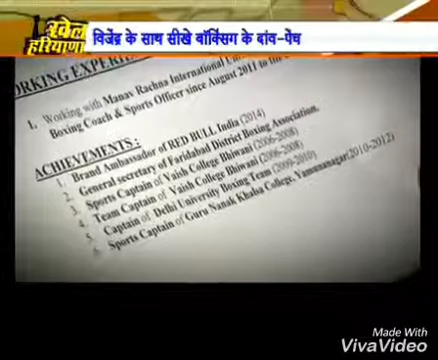 खेल
हरियाणा
विजेंद्र के साथ सीखे बॉक्सिंग के दांव-पेंच
ORKING EXPERI
1. Working with Manav Rachna International
Boxing Coach & Sports Officer since August 2011 to
ACHIEVEMENTS :
1. Brand Ambassador of RED BULL India (2014)
2. General secretary of Faridabad District Boxing Association.
3. Sports Captain of Vaish College Bhiwani (2006-2008)
4. Team Captain of Vaish College Bhiwani (2006-2008)
5. Captain of Delhi University Boxing Team (2009-2010)
6. Sports Captain of Guru Nanak Khalsa College, Yamunanagar(2010-2012)
Made With
VivaVideo